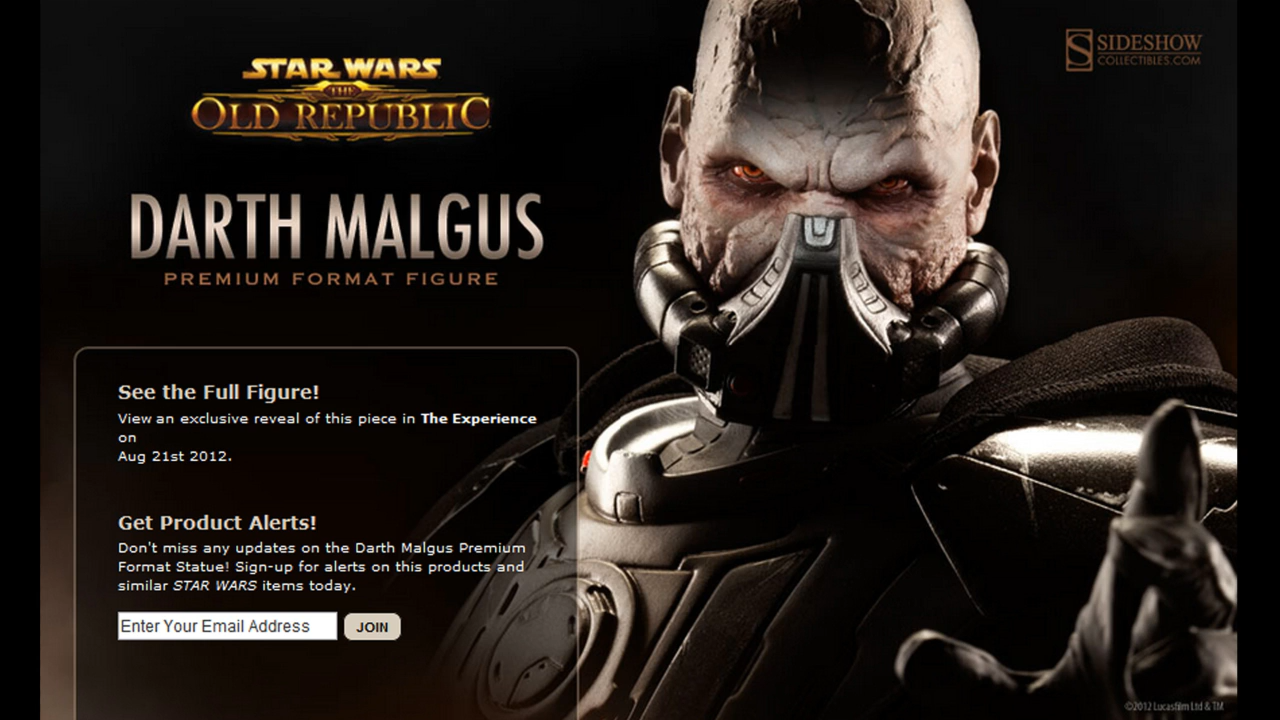 STAR WARS
THE
OLD REPUBLIC
SIDESHOW
COLLECTIBLES.COM
DARTH MALGUS
PREMIUM FORMAT FIGURE
See the Full Figure!
View an exclusive reveal of this piece in The Experience
on
Aug 21st 2012.
Get Product Alerts!
Don't miss any updates on the Darth Malgus Premium
Format Statue! Sign-up for alerts on this products and
similar STAR WARS items today.
Enter Your Email Address JOIN
©2012 Lucasfilm Ltd & TM